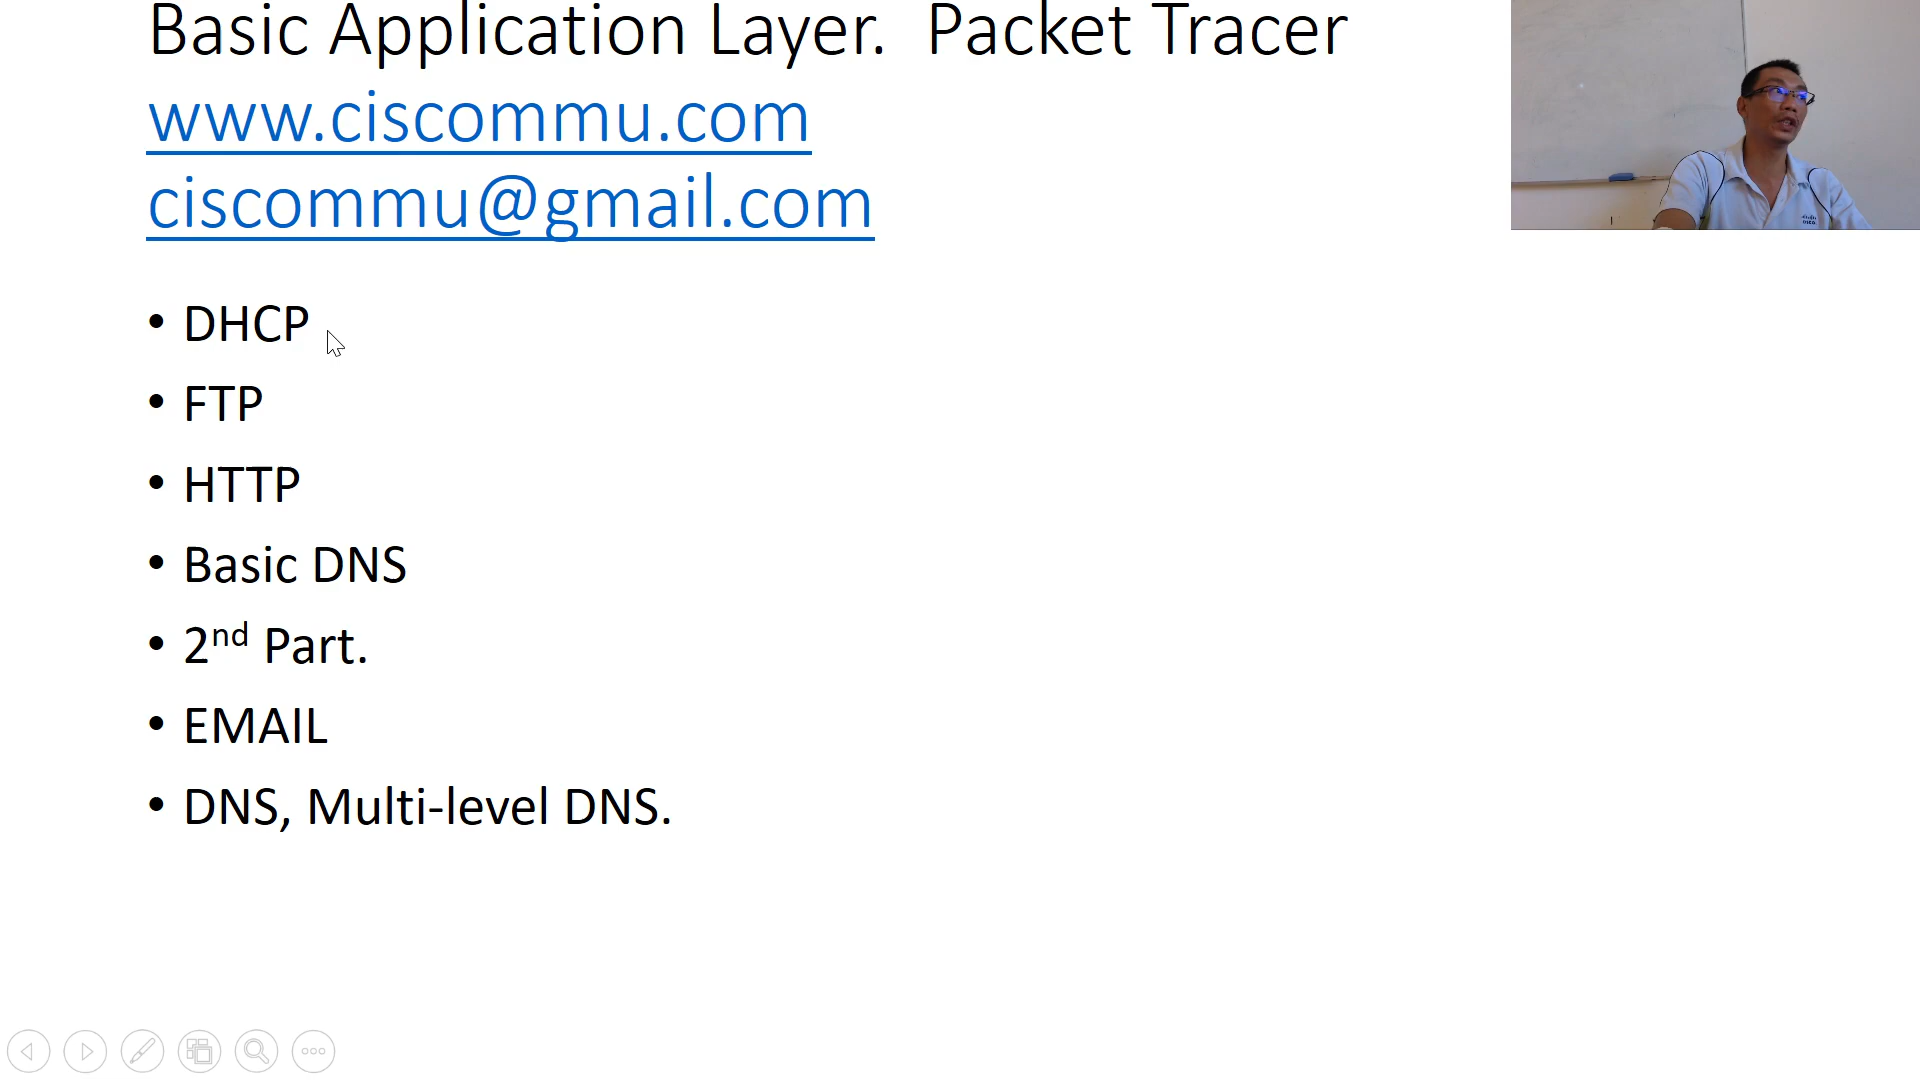 Basic Application Layer.  Packet Tracer
www.ciscommu.com
ciscommu@gmail.com
• DHCP
• FTP
• HTTP
• Basic DNS
• 2nd Part.
• EMAIL
• DNS, Multi-level DNS.